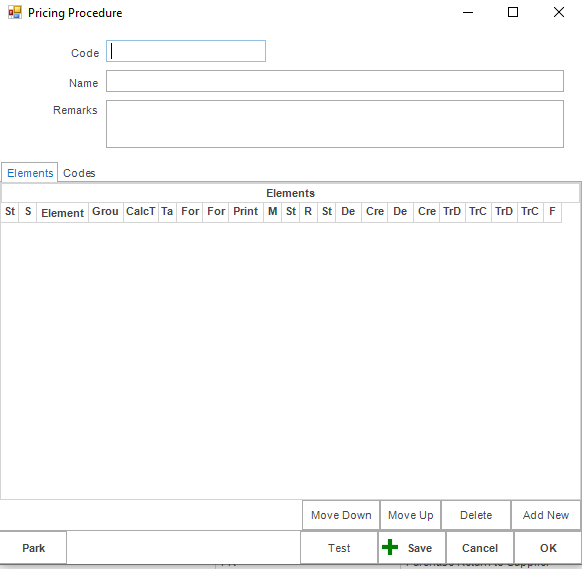 Pricing Procedure
Code
Name
Remarks
Elements Codes
Elements
St S Element Grou CalcT Ta For For Print M St R St De Cre De Cre TrD TrC TrD TrC F
Move Down Move Up Delete Add New
Park Test Save Cancel OK